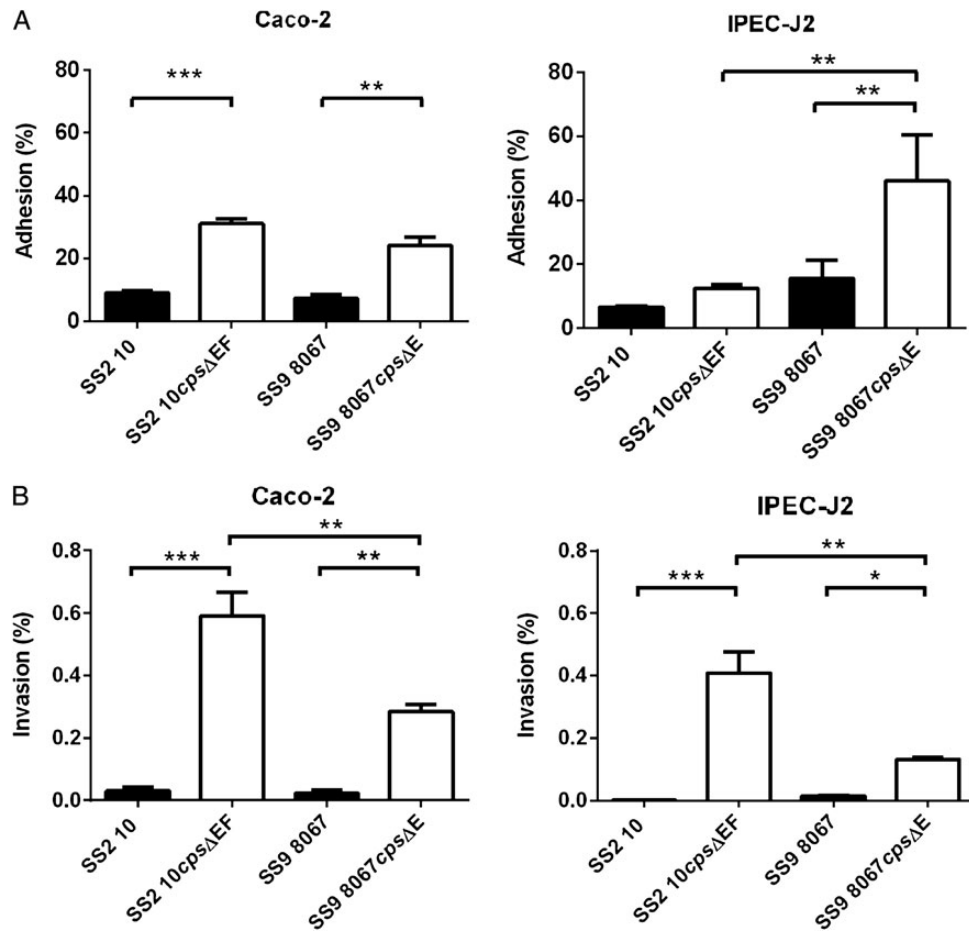 A
Caco-2
IPEC-J2
Adhesion (%)
80
60
40
20
0
***
**
SS2 10
SS2 10cpsΔEF
SS9 8067
SS9 8067cpsΔE
Adhesion (%)
80
60
40
20
0
**
**
SS2 10
SS2 10cpsΔEF
SS9 8067
SS9 8067cpsΔE
B
Caco-2
IPEC-J2
Invasion (%)
0.8
0.6
0.4
0.2
0.0
**
***
**
SS2 10
SS2 10cpsΔEF
SS9 8067
SS9 8067cpsΔE
Invasion (%)
0.8
0.6
0.4
0.2
0.0
**
***
*
SS2 10
SS2 10cpsΔEF
SS9 8067
SS9 8067cpsΔE